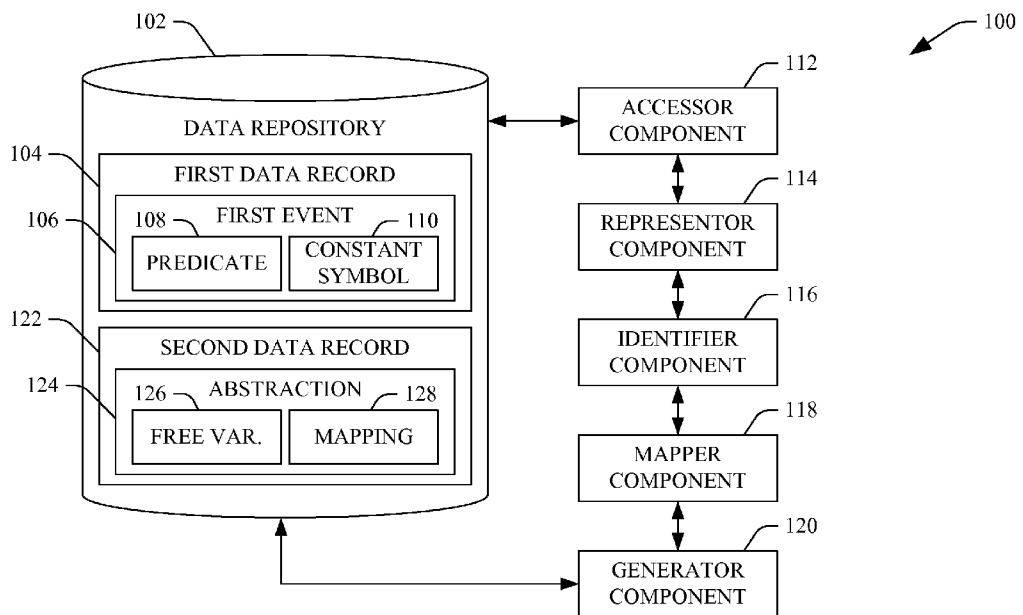 102
100
DATA REPOSITORY
104
FIRST DATA RECORD
106
FIRST EVENT
108
110
PREDICATE
CONSTANT
SYMBOL
122
SECOND DATA RECORD
124
ABSTRACTION
126
128
FREE VAR.
MAPPING
112
ACCESSOR
COMPONENT
114
REPRESENTOR
COMPONENT
116
IDENTIFIER
COMPONENT
118
MAPPER
COMPONENT
120
GENERATOR
COMPONENT